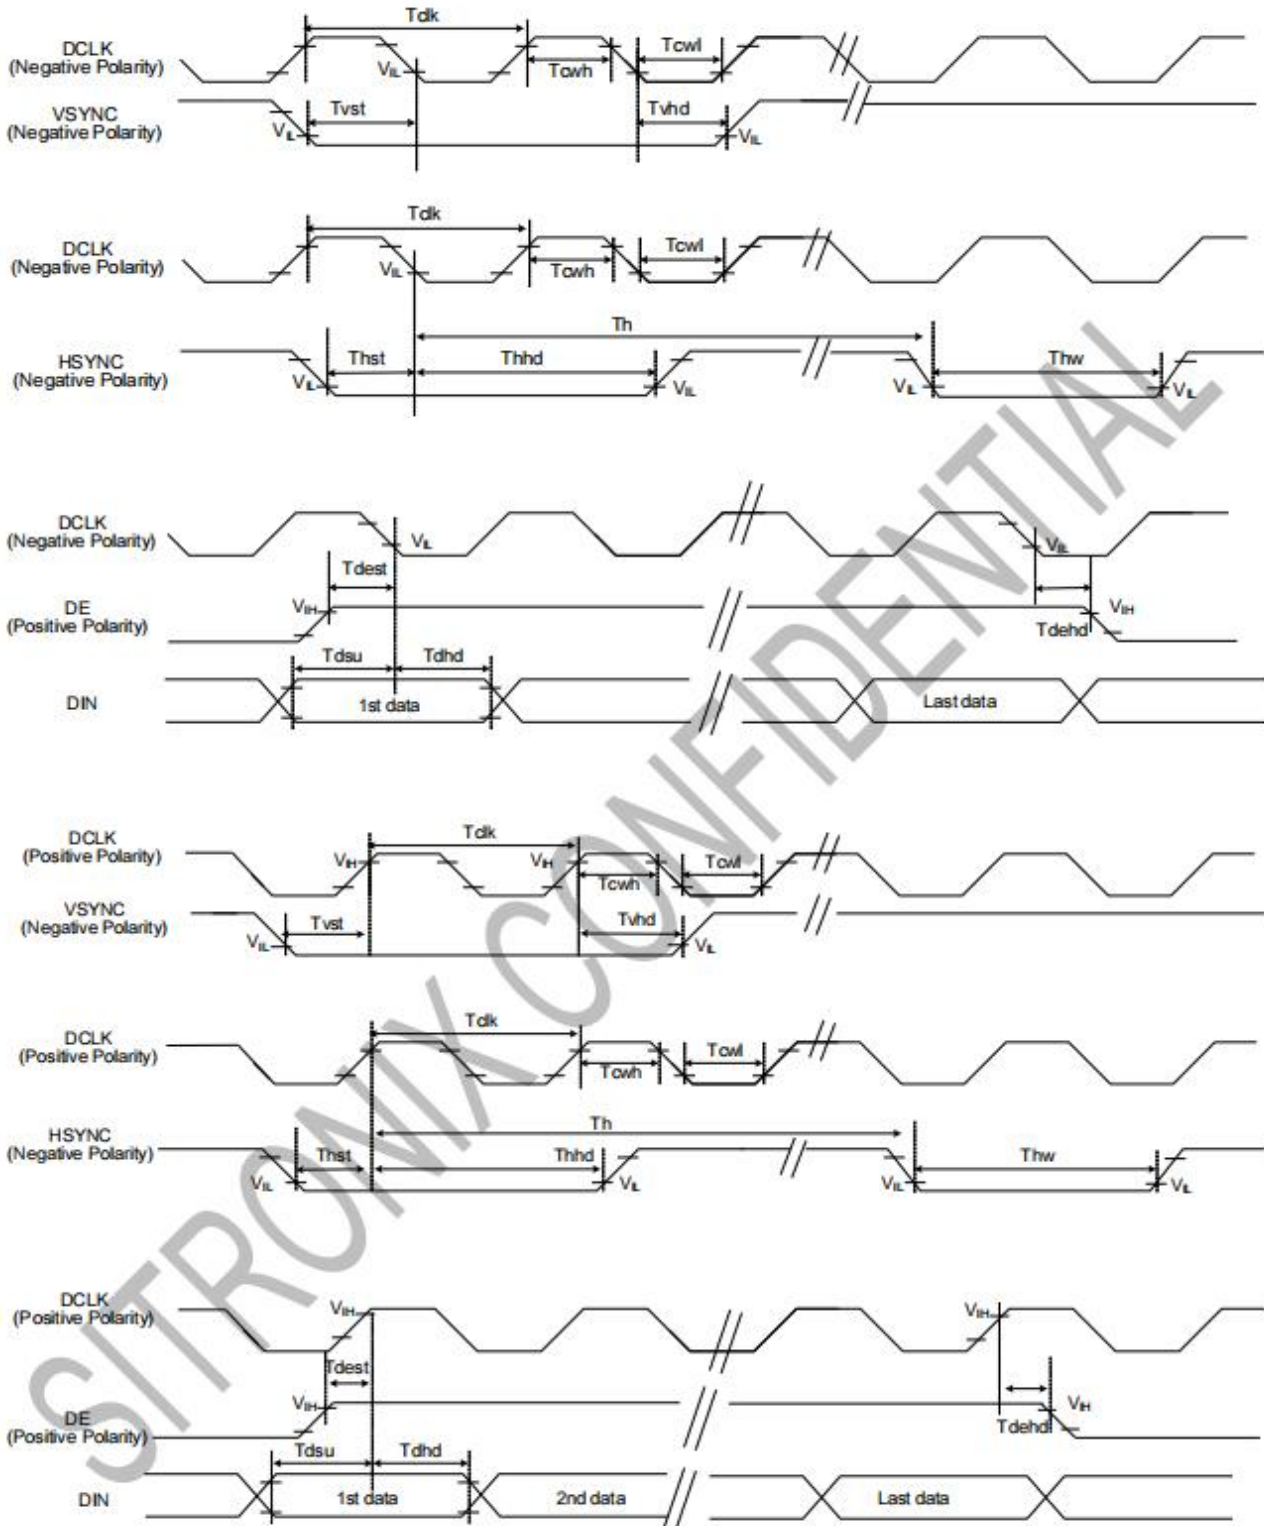 Tclk
DCLK
(Negative Polarity)
VIL
Tcwh
Tcwl
VSYNC
(Negative Polarity)
Tvst
Tvhd
VIL
VIL
Tclk
DCLK
(Negative Polarity)
VIL
Tcwh
Tcwl
Th
HSYNC
(Negative Polarity)
Thst
Thhd
Thw
VIL
VIL
VIL
VIL
DCLK
(Negative Polarity)
VIL
VIL
Tdest
DE
(Positive Polarity)
VIH
VIH
Tdehd
Tdsu
Tdhd
DIN
1st data
Last data
DCLK
(Positive Polarity)
Tclk
VIH
VIH
Tcwh
Tcwl
VSYNC
(Negative Polarity)
Tvst
Tvhd
VIL
VIL
DCLK
(Positive Polarity)
Tclk
Tcwh
Tcwl
HSYNC
(Negative Polarity)
Th
Thst
Thhd
Thw
VIL
VIL
VIL
VIL
DCLK
(Positive Polarity)
VIH
VIH
Tdest
DE
(Positive Polarity)
VIH
VIH
Tdehd
Tdsu
Tdhd
DIN
1st data
2nd data
Last data
SITRONIX CONFIDENTIAL